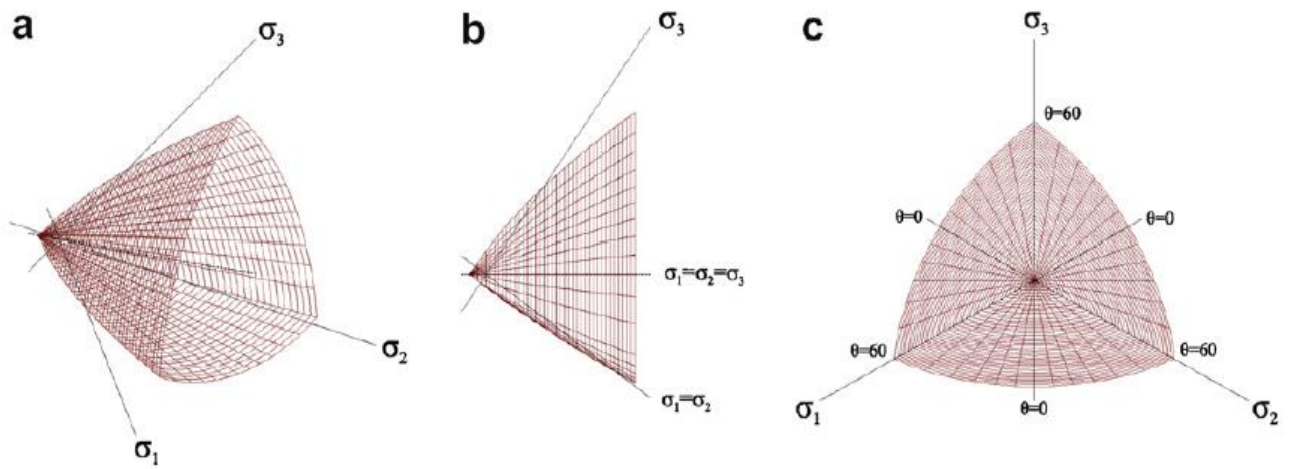 a
σ₃
σ₂
σ₁
b
σ₃
σ₁=σ₂=σ₃
σ₁=σ₂
c
σ₃
θ=60
θ=0
θ=0
θ=60
θ=60
σ₁
θ=0
σ₂